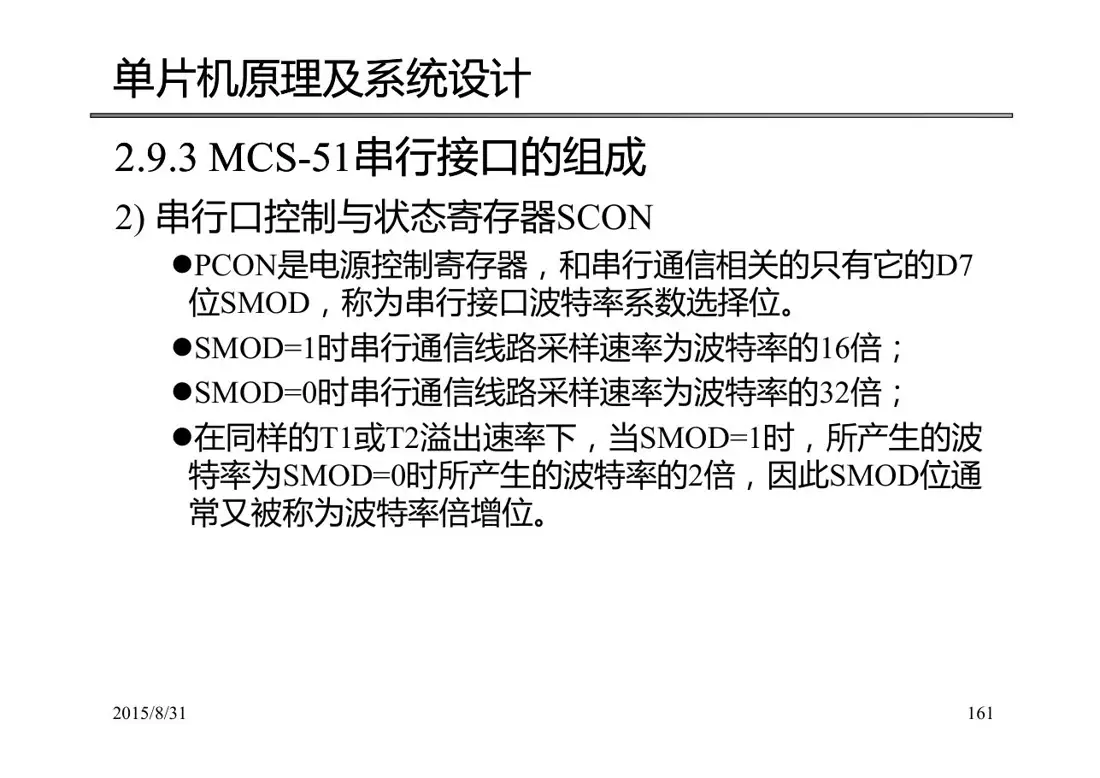 单片机原理及系统设计
2.9.3 MCS-51串行接口的组成
2) 串行口控制与状态寄存器SCON
●PCON是电源控制寄存器，和串行通信相关的只有它的D7
位SMOD，称为串行接口波特率系数选择位。
●SMOD=1时串行通信线路采样速率为波特率的16倍；
●SMOD=0时串行通信线路采样速率为波特率的32倍；
●在同样的T1或T2溢出速率下，当SMOD=1时，所产生的波
特率为SMOD=0时所产生的波特率的2倍，因此SMOD位通
常又被称为波特率倍增位。
2015/8/31
161